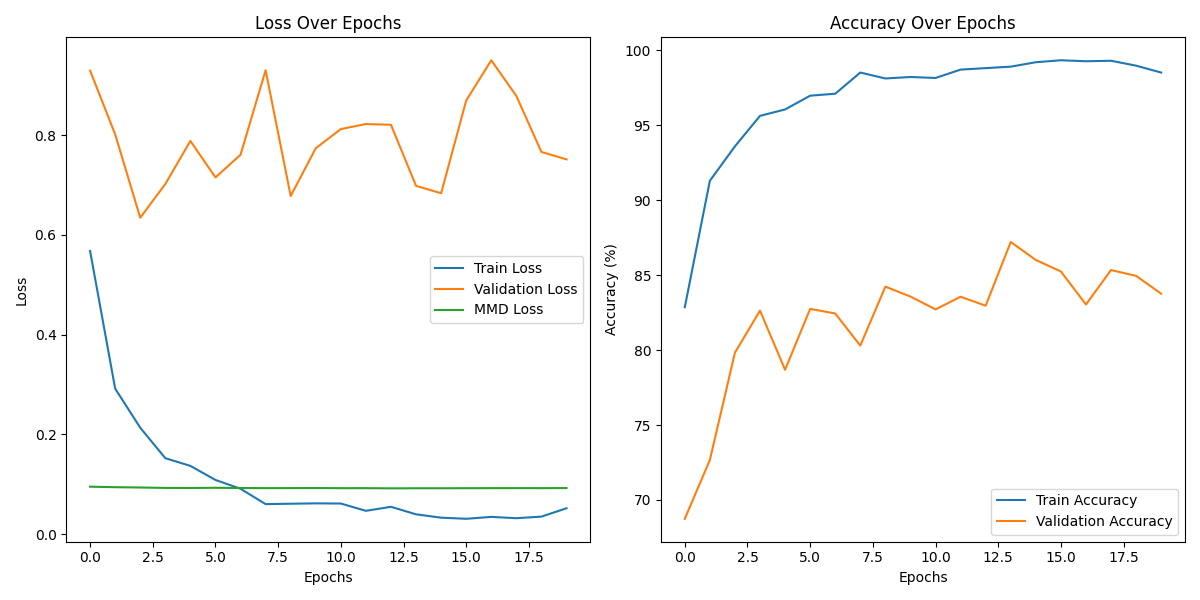 Loss Over Epochs
Loss
0.8
0.6
0.4
0.2
0.0
Train Loss
Validation Loss
MMD Loss
0.0 2.5 5.0 7.5 10.0 12.5 15.0 17.5
Epochs
Accuracy Over Epochs
Accuracy (%)
100
95
90
85
80
75
70
Train Accuracy
Validation Accuracy
0.0 2.5 5.0 7.5 10.0 12.5 15.0 17.5
Epochs